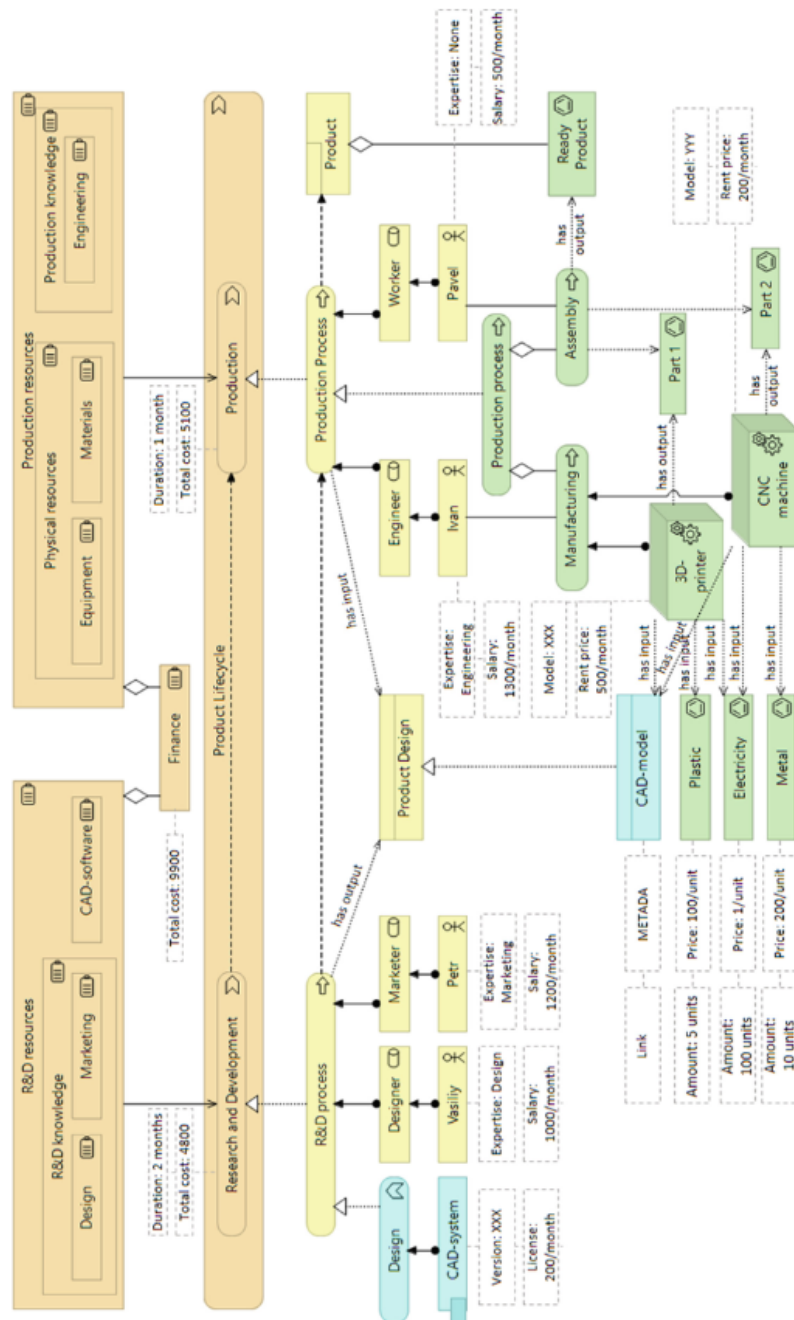 R&D resources
R&D knowledge
Design
Marketing
CAD-software
Production resources
Physical resources
Equipment
Materials
Production knowledge
Engineering
Finance
Total cost: 9900
Duration: 2 months
Total cost: 4800
Duration: 1 month
Total cost: 5100
Product Lifecycle
Research and Development
Production
R&D process
Production Process
Product
has output
has input
Design
Designer
Marketer
Product Design
Engineer
Worker
CAD-system
Vasiliy
Petr
Ivan
Pavel
Version: XXX
License:
200/month
Expertise: Design
Salary:
1000/month
Expertise:
Marketing
Salary:
1200/month
Expertise:
Engineering
Salary:
1300/month
Expertise: None
Salary: 500/month
Production process
Manufacturing
Assembly
has
output
Ready
Product
Model: XXX
Rent price:
500/month
3D-
printer
has output
Part 1
Part 2
CNC
machine
has
output
Model: YYY
Rent price:
200/month
has input
has input
has input
has input
has input
has input
CAD-model
METADA
Link
Plastic
Price: 100/unit
Amount: 5 units
Electricity
Price: 1/unit
Amount:
100 units
Metal
Price: 200/unit
Amount:
10 units